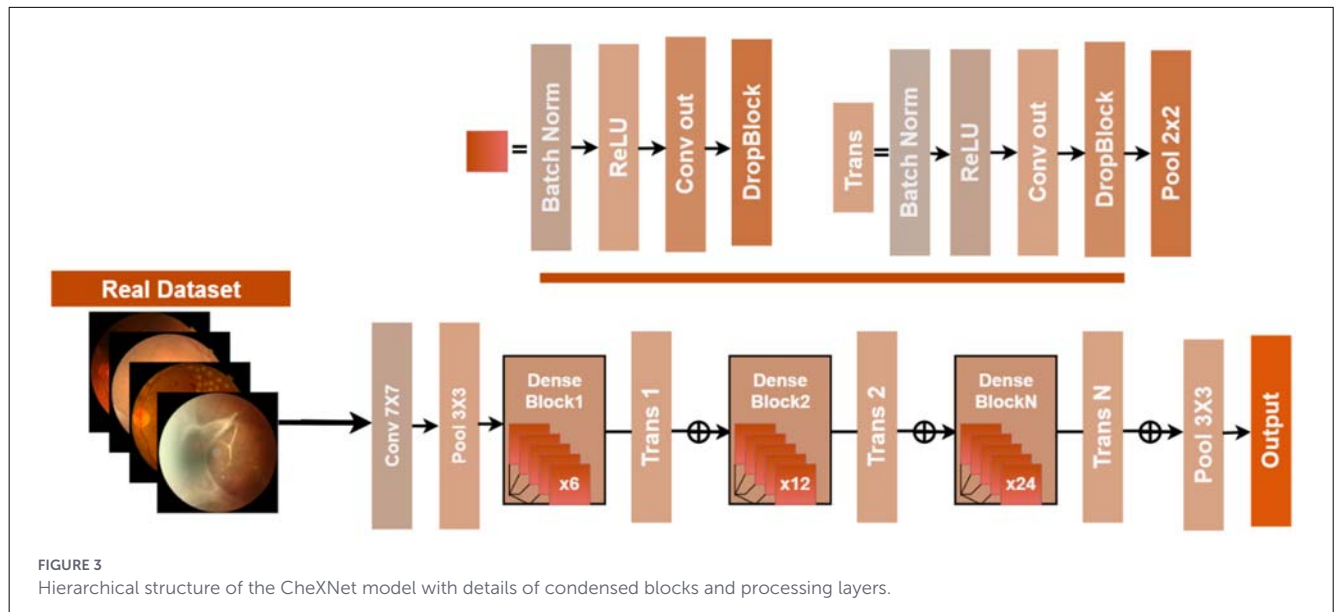 =
Batch Norm
ReLU
Conv out
DropBlock
Trans
=
Batch Norm
ReLU
Conv out
DropBlock
Pool 2x2
Real Dataset
Conv 7X7
Pool 3X3
Dense
Block1
x6
Trans 1
Dense
Block2
x12
Trans 2
Dense
BlockN
x24
Trans N
Pool 3X3
Output
FIGURE 3
Hierarchical structure of the CheXNet model with details of condensed blocks and processing layers.